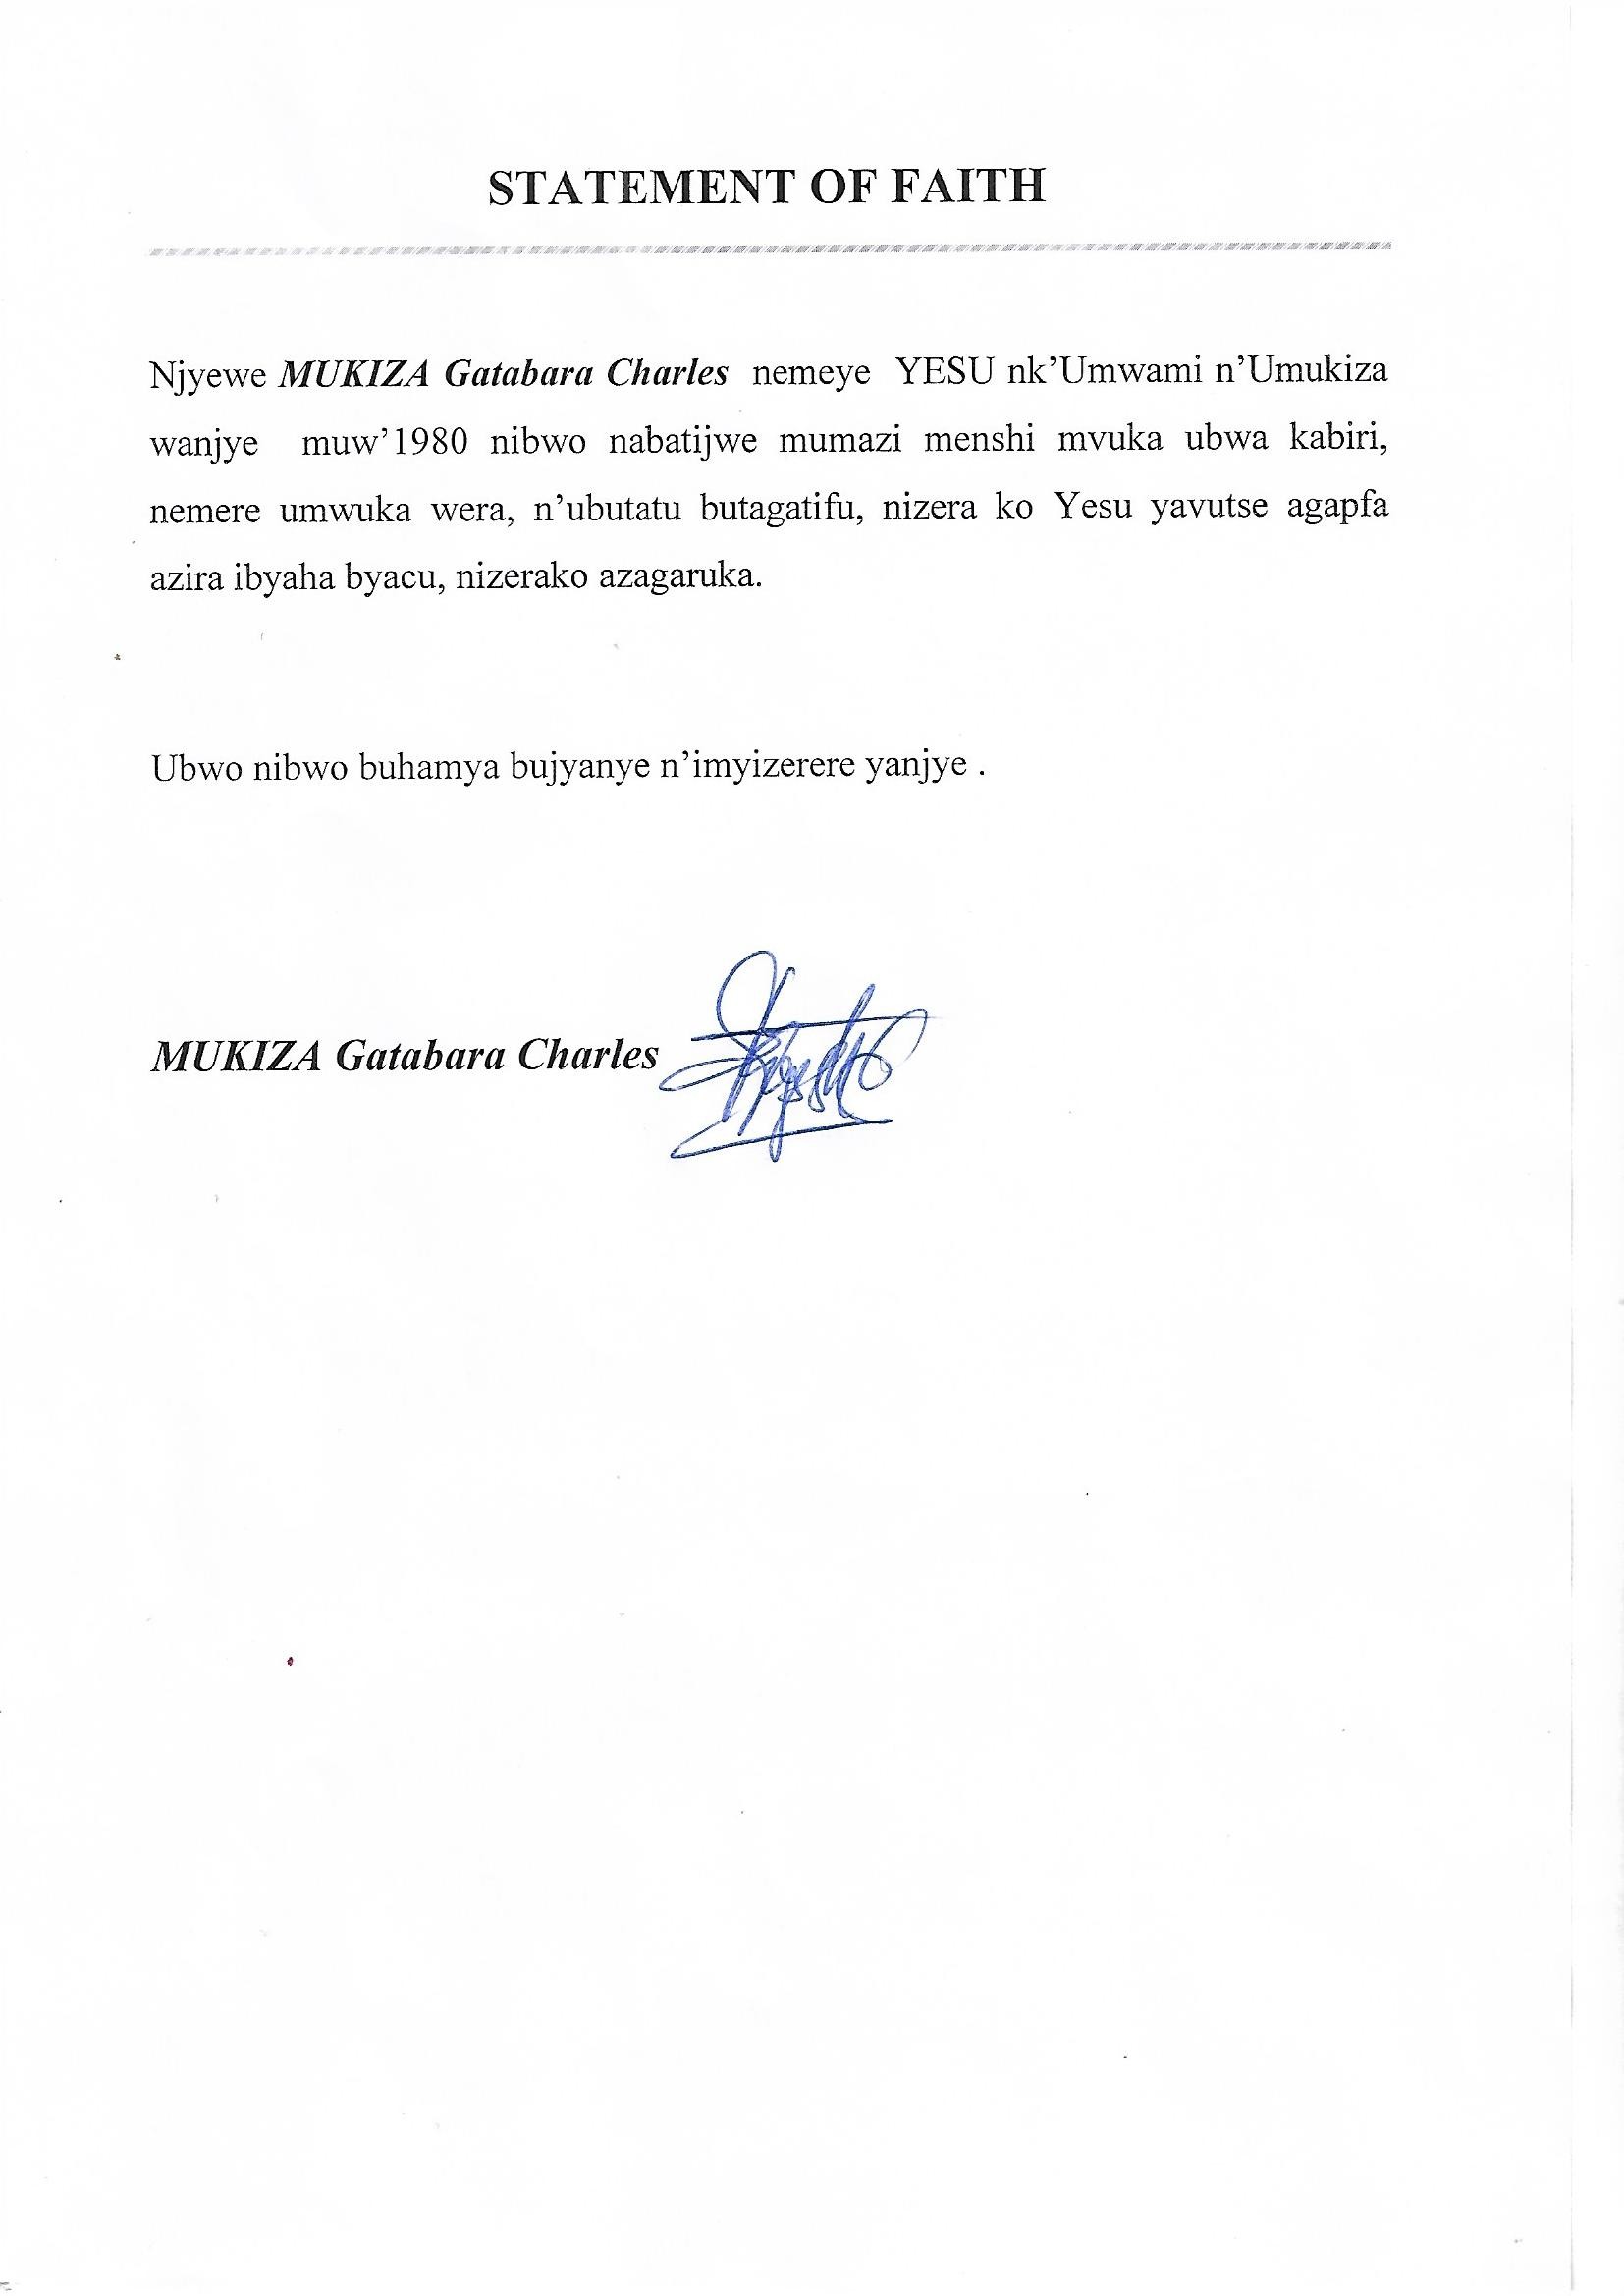 STATEMENT OF FAITH
Njyewe MUKIZA Gatabara Charles nemeye YESU nk’Umwami n’Umukiza
wanjye muw’1980 nibwo nabatijwe mumazi menshi mvuka ubwa kabiri,
nemere umwuka wera, n’ubutatu butagatifu, nizera ko Yesu yavutse agapfa
azira ibyaha byacu, nizerako azagaruka.
Ubwo nibwo buhamya bujyanye n’imyizerere yanjye .
MUKIZA Gatabara Charles